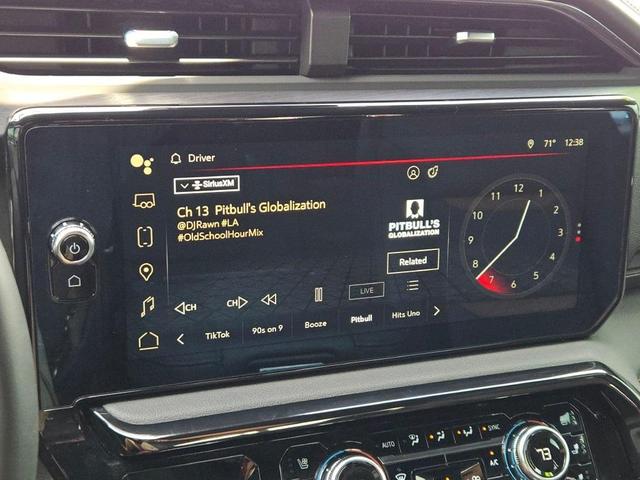 Driver
71° 12:38
SiriusXM
Ch 13 Pitbull's Globalization
@DJRawn #LA
#OldSchoolHourMix
PITBULL'S
GLOBALIZATION
Related
12
1
2
3
4
5
6
7
8
9
10
11
CH
CH
LIVE
TikTok
90s on 9
Booze
Pitbull
Hits Uno
AUTO
SYNC
A/C
73